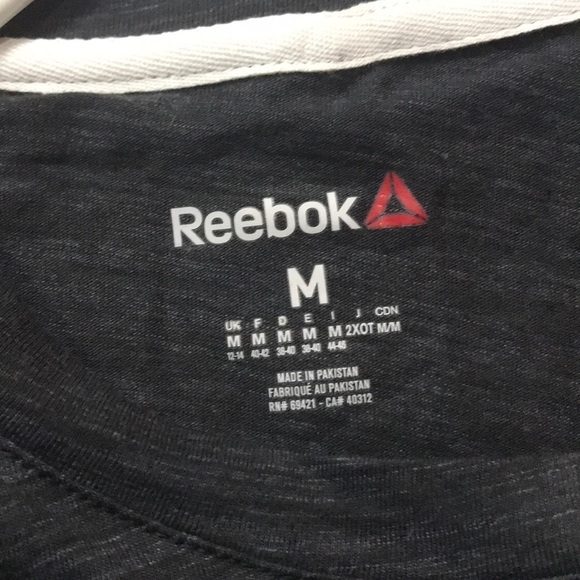 Reebok
M
UK F D E I J CDN
M M M M M 2XOT M/M
12-14 40-42 38-40 38-40 44-46
MADE IN PAKISTAN
FABRIQUÉ AU PAKISTAN
RN# 69421 - CA# 40312